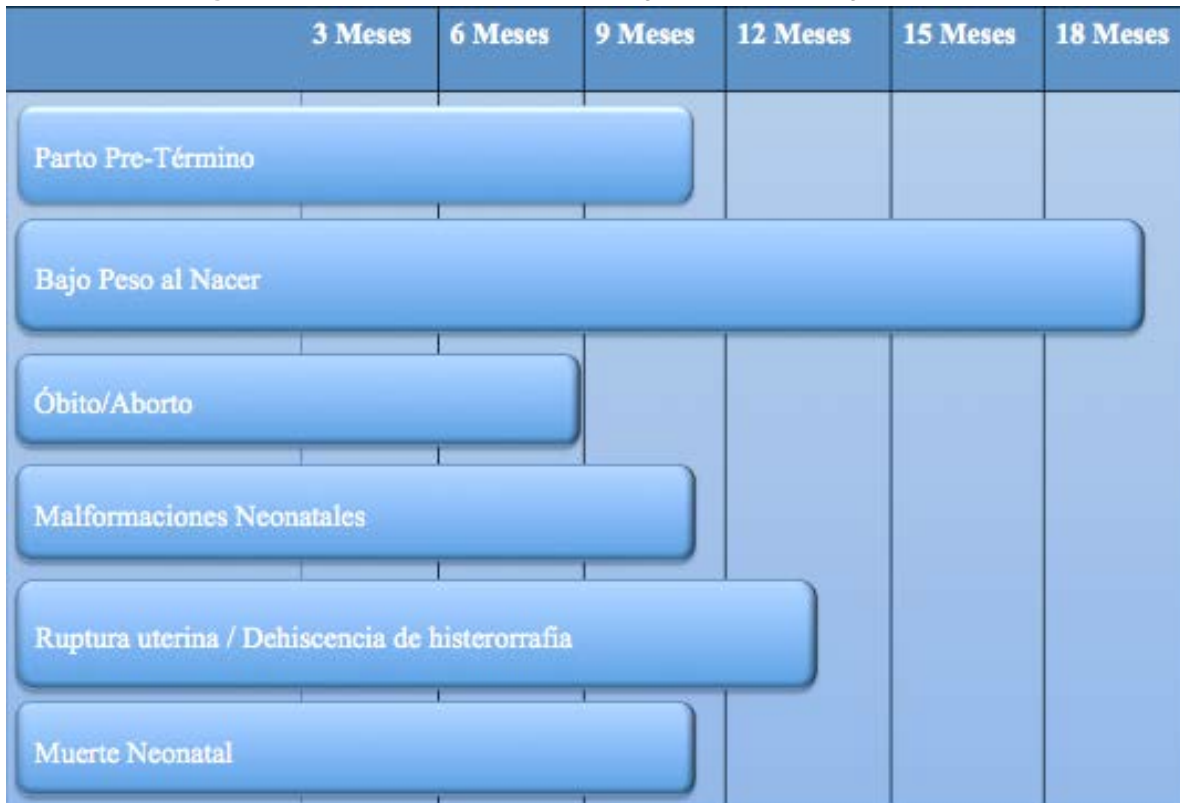 3 Meses 6 Meses 9 Meses 12 Meses 15 Meses 18 Meses
Parto Pre-Término
Bajo Peso al Nacer
Óbito/Aborto
Malformaciones Neonatales
Ruptura uterina / Dehiscencia de histerorrafia
Muerte Neonatal